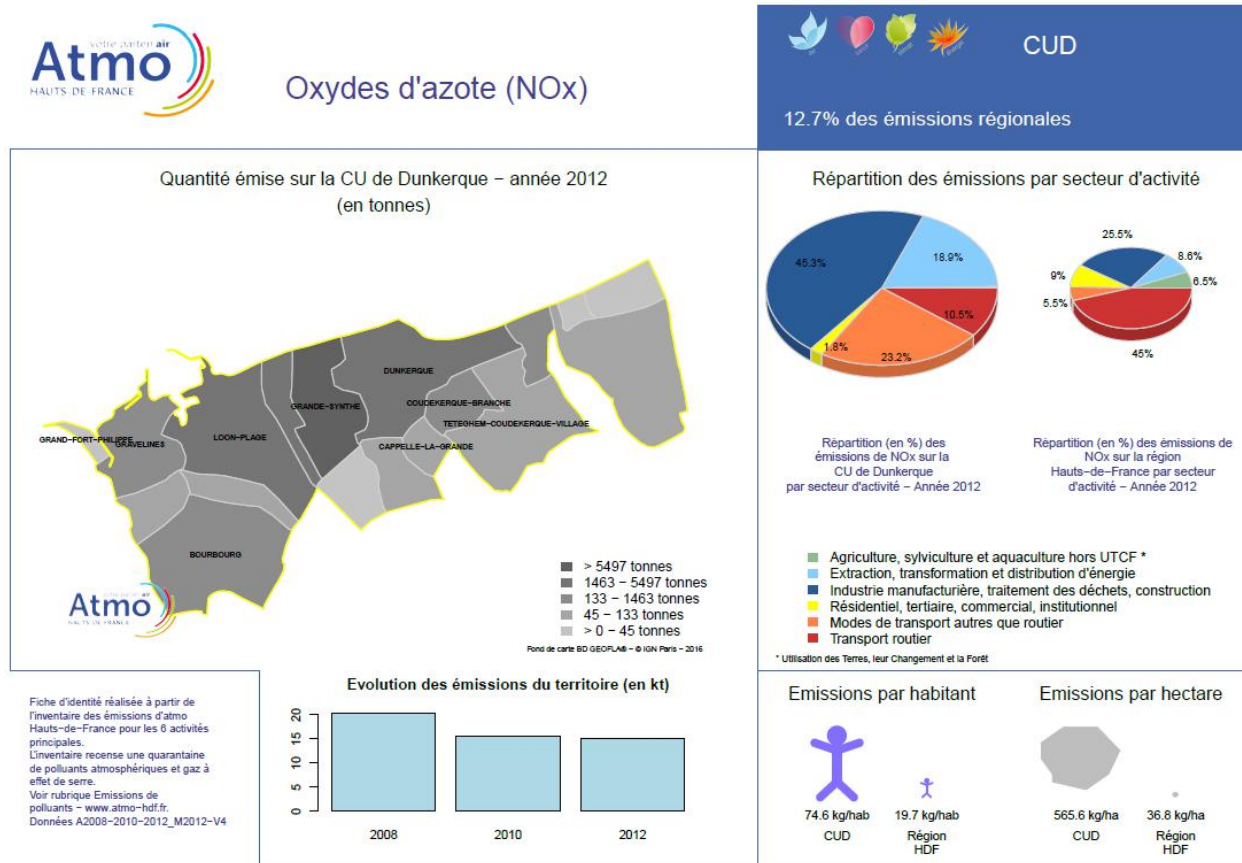 votre parten'air
Atmo
HAUTS-DE-FRANCE
Oxydes d'azote (NOx)
CUD
12.7% des émissions régionales
Quantité émise sur la CU de Dunkerque − année 2012
(en tonnes)
DUNKERQUE
GRANDE−SYNTHE
COUDEKERQUE−BRANCHE
TETEGHEM−COUDEKERQUE−VILLAGE
GRAND−FORT−PHILIPPE
GRAVELINES
LOON−PLAGE
CAPPELLE−LA−GRANDE
BOURBOURG
Atmo
HAUTS-DE-FRANCE
> 5497 tonnes
1463 − 5497 tonnes
133 − 1463 tonnes
45 − 133 tonnes
> 0 − 45 tonnes
Fond de carte BD GEOFLA® − © IGN Paris − 2016
Répartition des émissions par secteur d'activité
45.3%
18.9%
10.5%
1.8%
23.2%
25.5%
8.6%
9%
6.5%
5.5%
45%
Répartition (en %) des
émissions de NOx sur la
CU de Dunkerque
par secteur d'activité − Année 2012
Répartition (en %) des émissions de
NOx sur la région
Hauts−de−France par secteur
d'activité − Année 2012
Agriculture, sylviculture et aquaculture hors UTCF *
Extraction, transformation et distribution d'énergie
Industrie manufacturière, traitement des déchets, construction
Résidentiel, tertiaire, commercial, institutionnel
Modes de transport autres que routier
Transport routier
* Utilisation des Terres, leur Changement et la Forêt
Fiche d'identité réalisée à partir de
l'inventaire des émissions d'atmo
Hauts−de−France pour les 6 activités
principales.
L'inventaire recense une quarantaine
de polluants atmosphériques et gaz à
effet de serre.
Voir rubrique Emissions de
polluants − www.atmo−hdf.fr.
Données A2008−2010−2012_M2012−V4
Evolution des émissions du territoire (en kt)
20
15
10
5
0
2008
2010
2012
Emissions par habitant
74.6 kg/hab
CUD
19.7 kg/hab
Région
HDF
Emissions par hectare
565.6 kg/ha
CUD
36.8 kg/ha
Région
HDF